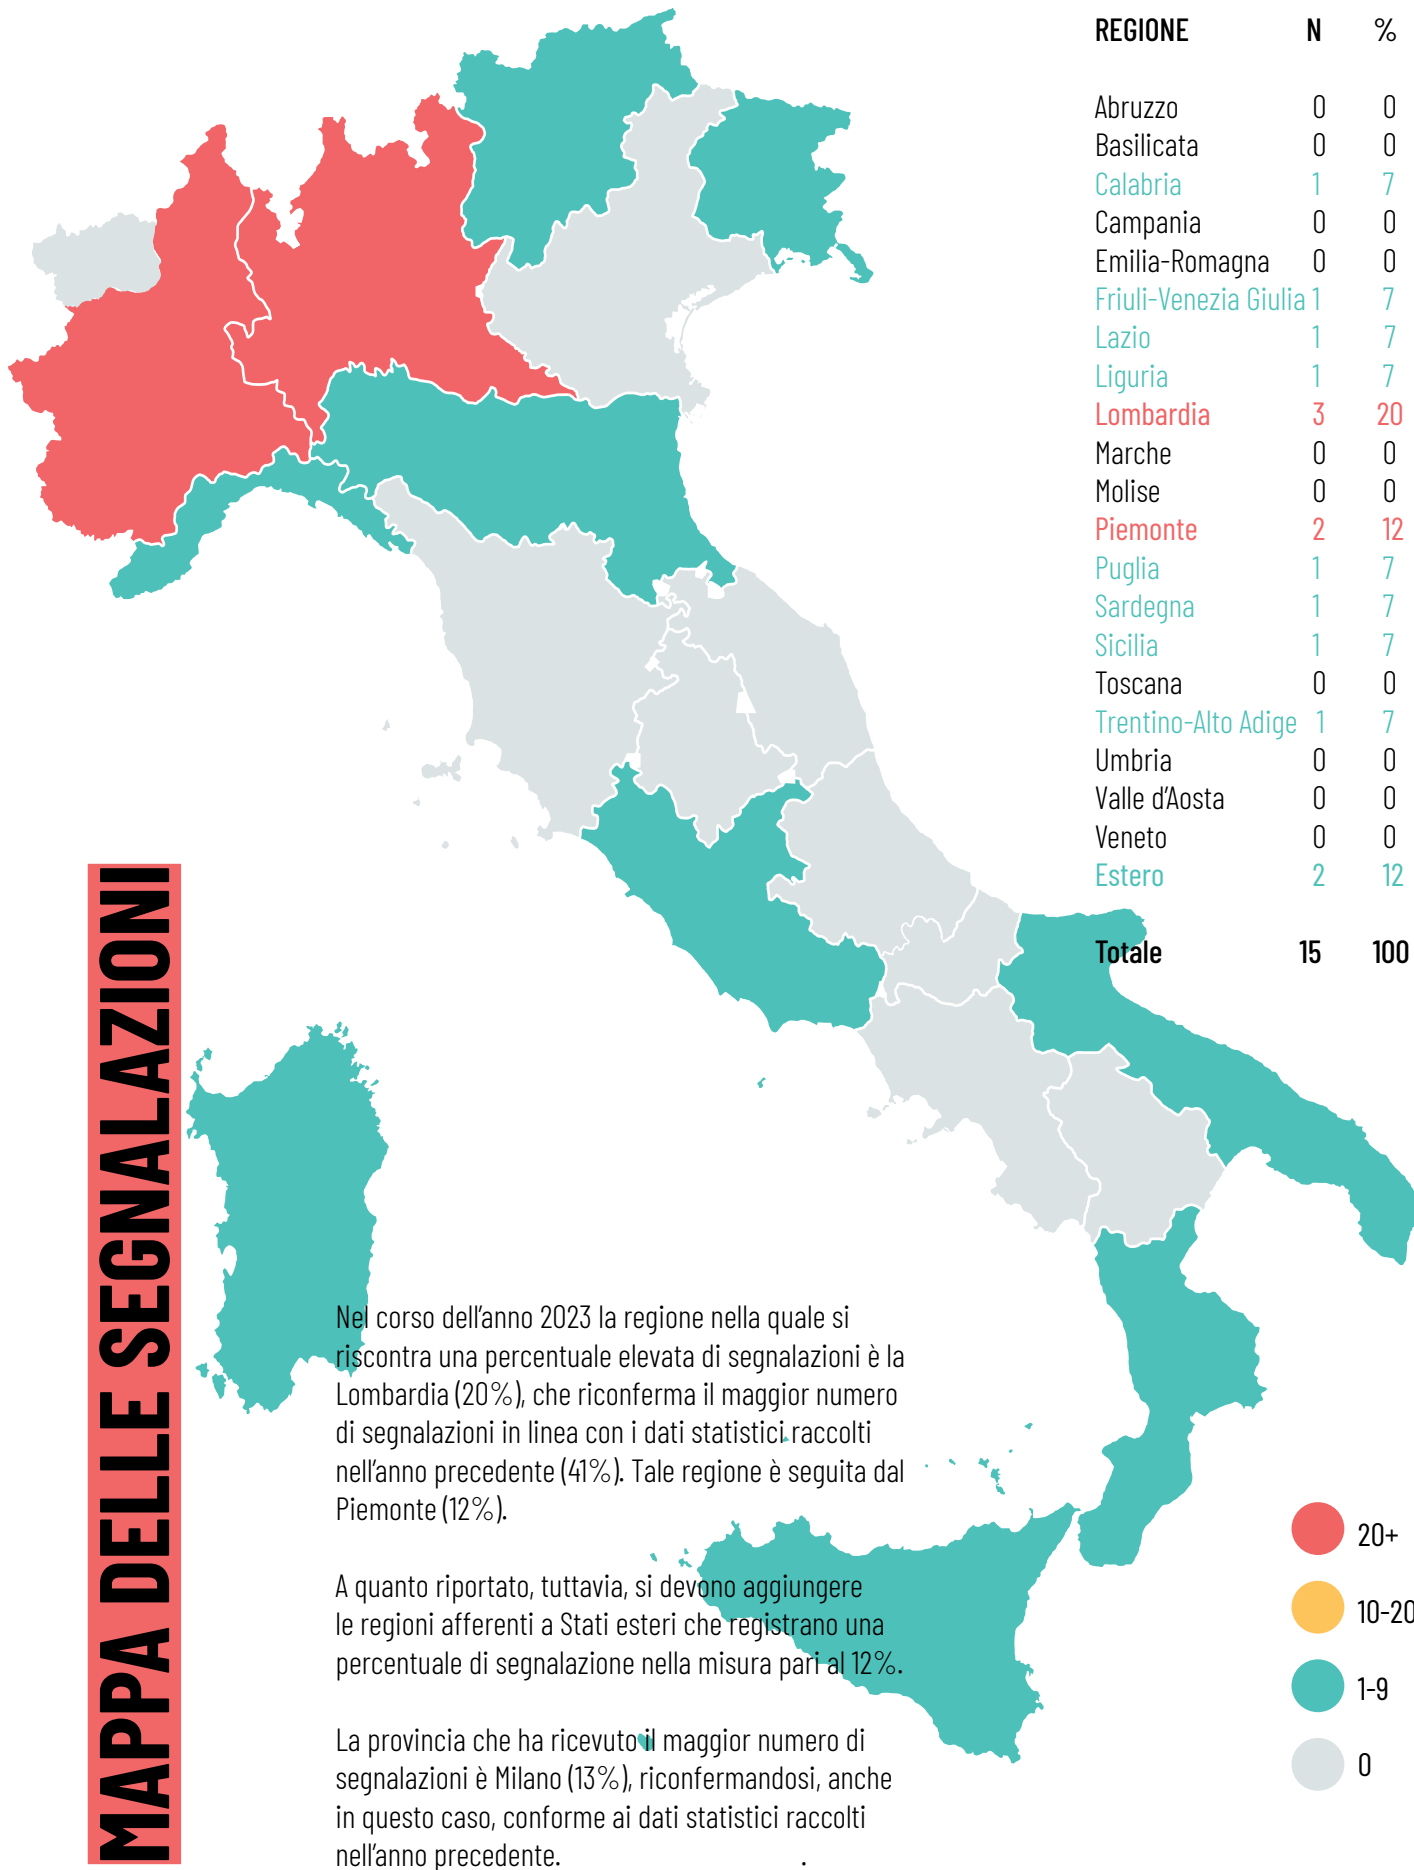 REGIONE N %
Abruzzo 0 0
Basilicata 0 0
Calabria 1 7
Campania 0 0
Emilia-Romagna 0 0
Friuli-Venezia Giulia 1 7
Lazio 1 7
Liguria 1 7
Lombardia 3 20
Marche 0 0
Molise 0 0
Piemonte 2 12
Puglia 1 7
Sardegna 1 7
Sicilia 1 7
Toscana 0 0
Trentino-Alto Adige 1 7
Umbria 0 0
Valle d'Aosta 0 0
Veneto 0 0
Estero 2 12
Totale 15 100
MAPPA DELLE SEGNALAZIONI
Nel corso dell'anno 2023 la regione nella quale si
riscontra una percentuale elevata di segnalazioni è la
Lombardia (20%), che riconferma il maggior numero
di segnalazioni in linea con i dati statistici raccolti
nell'anno precedente (41%). Tale regione è seguita dal
Piemonte (12%).
A quanto riportato, tuttavia, si devono aggiungere
le regioni afferenti a Stati esteri che registrano una
percentuale di segnalazione nella misura pari al 12%.
La provincia che ha ricevuto il maggior numero di
segnalazioni è Milano (13%), riconfermandosi, anche
in questo caso, conforme ai dati statistici raccolti
nell'anno precedente. .
20+
10-20
1-9
0